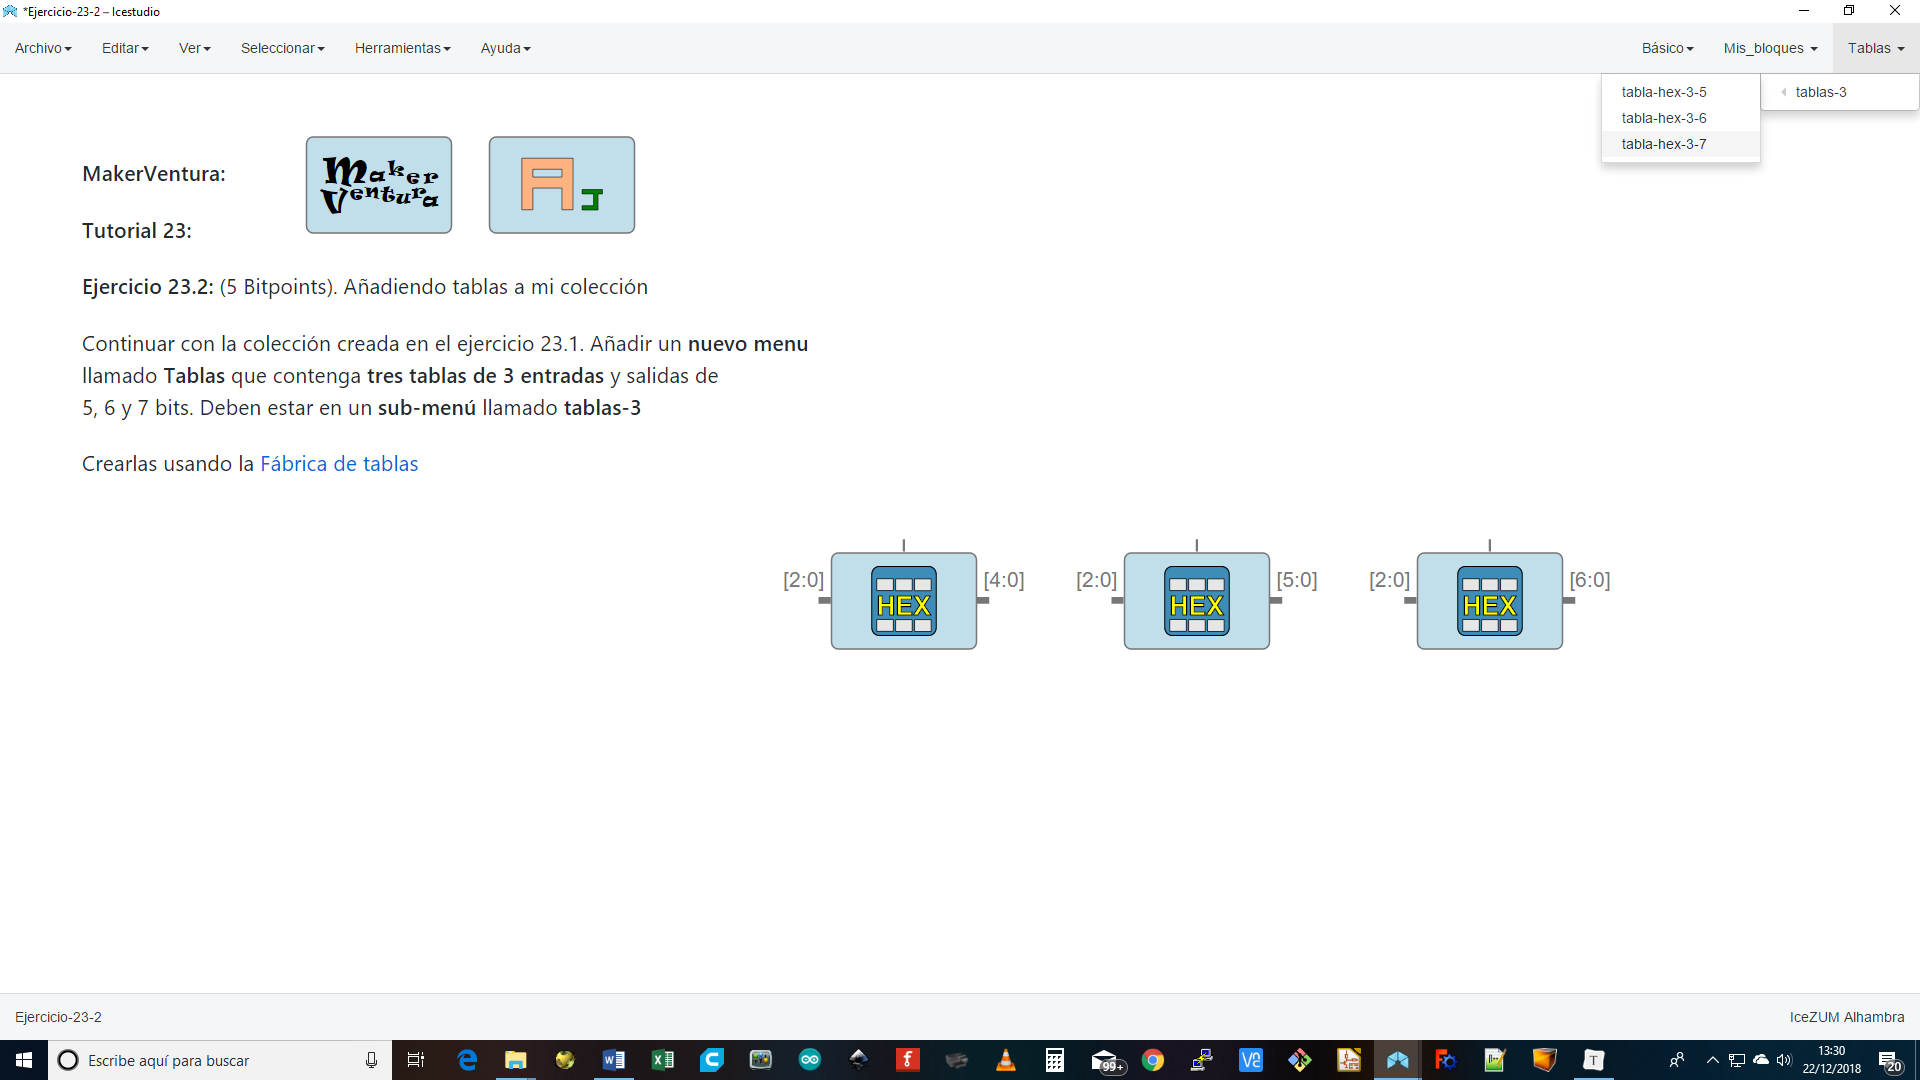 *Ejercicio-23-2 – Icestudio
Archivo Editar Ver Seleccionar Herramientas Ayuda Básico Mis_bloques Tablas
tabla-hex-3-5 tablas-3
tabla-hex-3-6
tabla-hex-3-7
MakerVentura:
Maker
Ventura
AJ
Tutorial 23:
Ejercicio 23.2: (5 Bitpoints). Añadiendo tablas a mi colección
Continuar con la colección creada en el ejercicio 23.1. Añadir un nuevo menu
llamado Tablas que contenga tres tablas de 3 entradas y salidas de
5, 6 y 7 bits. Deben estar en un sub-menú llamado tablas-3
Crearlas usando la Fábrica de tablas
[2:0] HEX [4:0] [2:0] HEX [5:0] [2:0] HEX [6:0]
Ejercicio-23-2 IceZUM Alhambra
Escribe aquí para buscar 99+ 13:30
22/12/2018 20